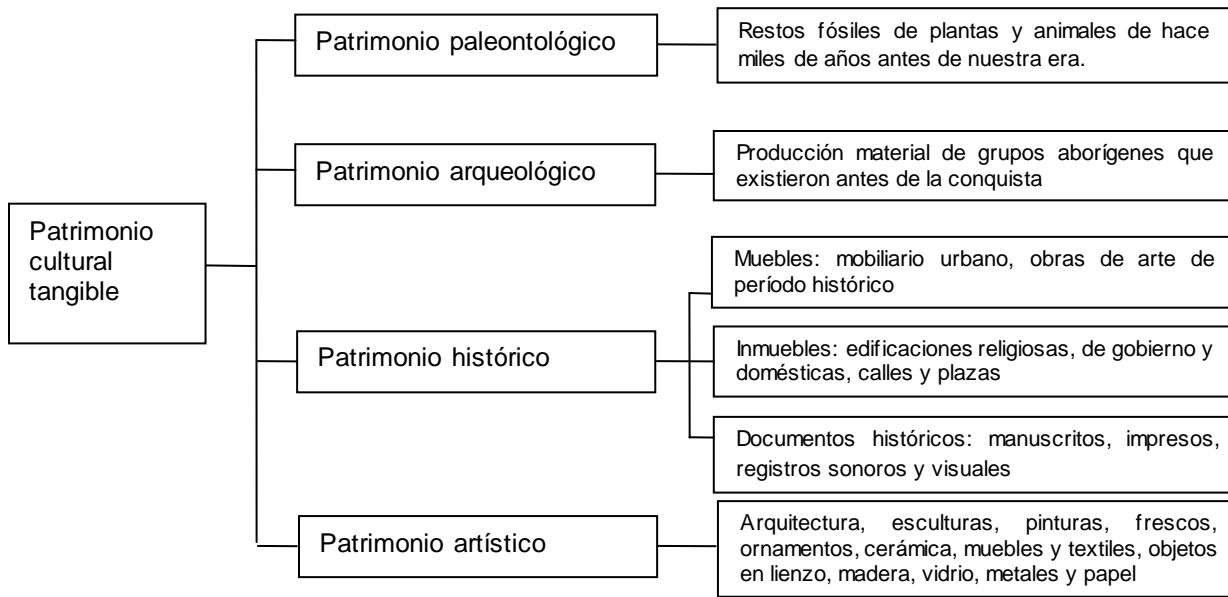 Patrimonio
cultural
tangible
Patrimonio paleontológico
Restos fósiles de plantas y animales de hace
miles de años antes de nuestra era.
Patrimonio arqueológico
Producción material de grupos aborígenes que
existieron antes de la conquista
Patrimonio histórico
Muebles: mobiliario urbano, obras de arte de
período histórico
Inmuebles: edificaciones religiosas, de gobierno y
domésticas, calles y plazas
Documentos históricos: manuscritos, impresos,
registros sonoros y visuales
Patrimonio artístico
Arquitectura, esculturas, pinturas, frescos,
ornamentos, cerámica, muebles y textiles, objetos
en lienzo, madera, vidrio, metales y papel